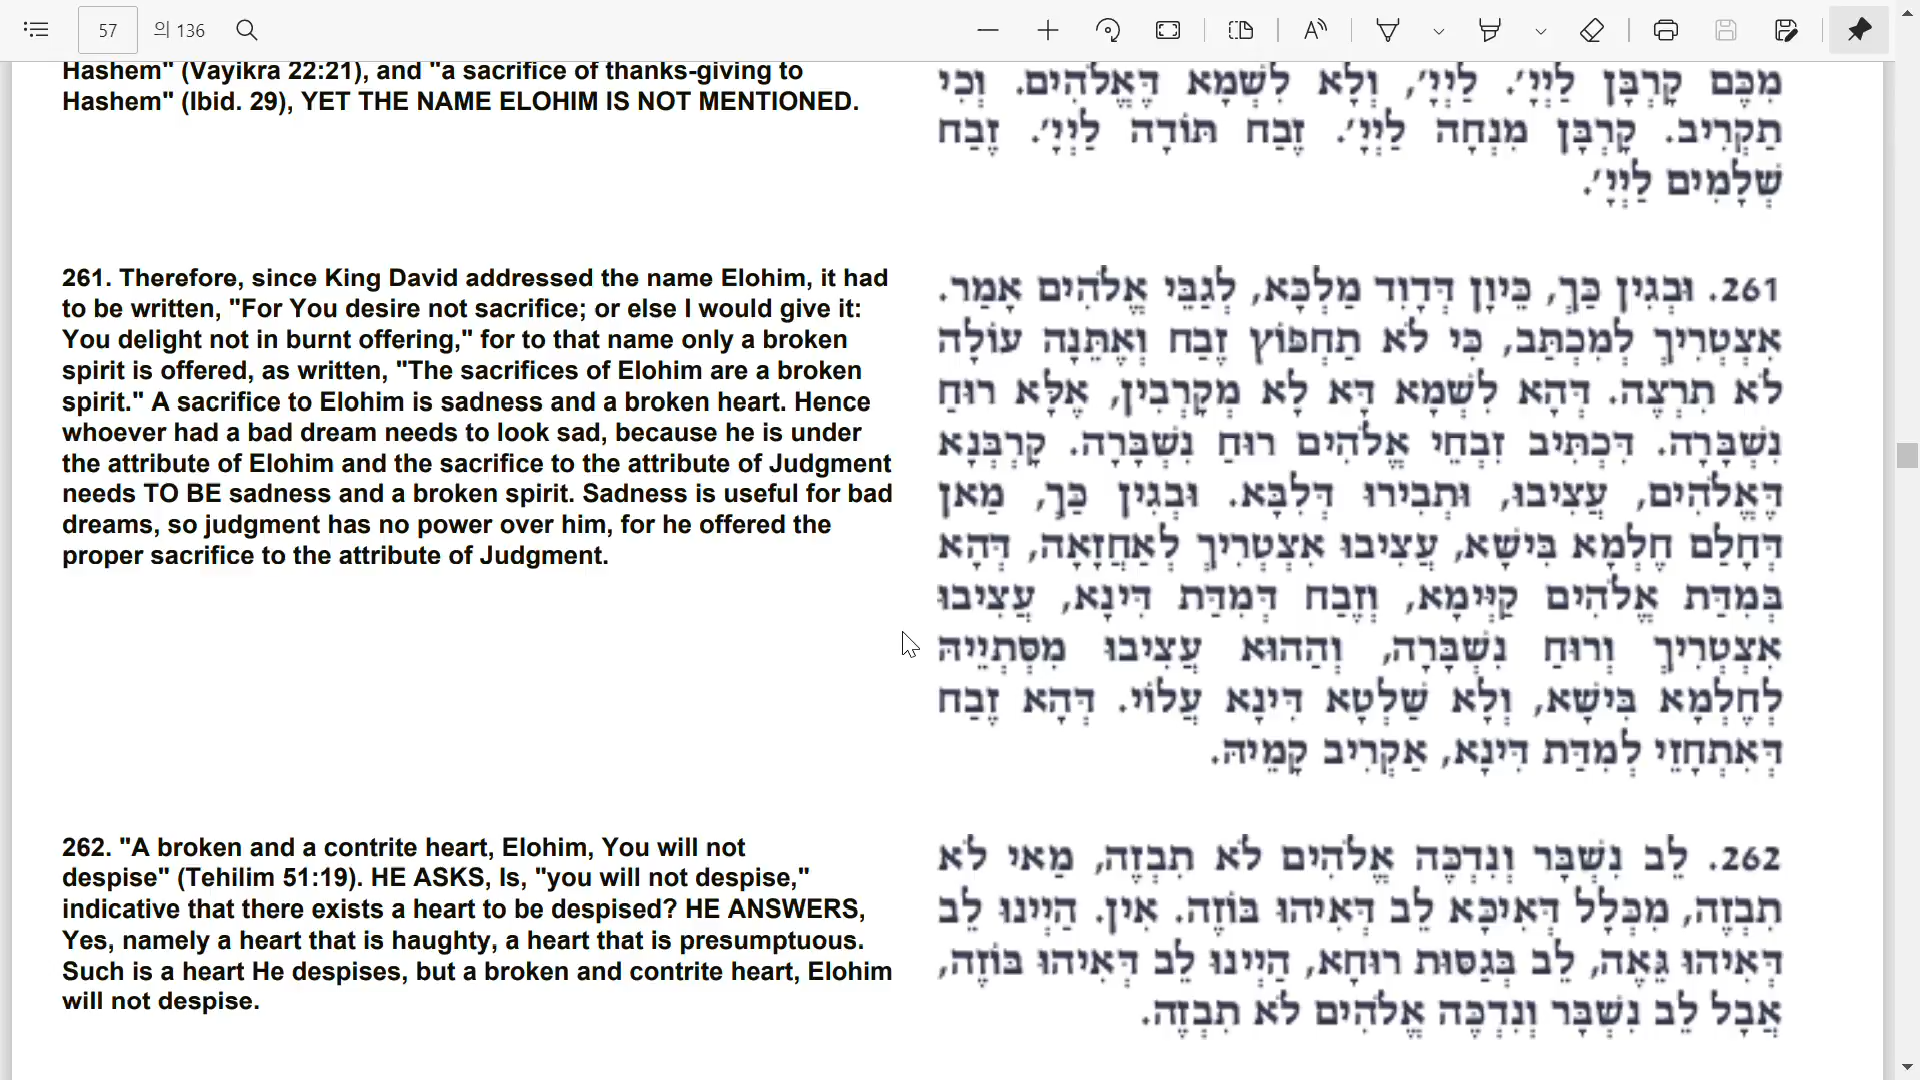 57 의 136
Hashem" (Vayikra 22:21), and "a sacrifice of thanks-giving to
Hashem" (Ibid. 29), YET THE NAME ELOHIM IS NOT MENTIONED.
מִכֶּם קָרְבָּן לַיְיָ׳. לַיְיָ׳, וְלָא לִשְׁמָא דֶּאֱלֹהִים. וְכִי
תַקְרִיב. קָרְבַּן מִנְחָה לַיְיָ׳. זֶבַח תּוֹדָה לַיְיָ׳. זֶבַח
שְׁלָמִים לַיְיָ׳.
261. Therefore, since King David addressed the name Elohim, it had
to be written, "For You desire not sacrifice; or else I would give it:
You delight not in burnt offering," for to that name only a broken
spirit is offered, as written, "The sacrifices of Elohim are a broken
spirit." A sacrifice to Elohim is sadness and a broken heart. Hence
whoever had a bad dream needs to look sad, because he is under
the attribute of Elohim and the sacrifice to the attribute of Judgment
needs TO BE sadness and a broken spirit. Sadness is useful for bad
dreams, so judgment has no power over him, for he offered the
proper sacrifice to the attribute of Judgment.
261. וּבְגִין כַּךְ, כֵּיוָן דְּדָוִד מַלְכָּא, לְגַבֵּי אֱלֹהִים אָמַר.
אִצְטְרִיךְ לְמִכְתַּב, כִּי לֹא תַחְפּוֹץ זֶבַח וְאֶתֵּנָה עוֹלָה
לֹא תִרְצֶה. דְּהָא לִשְׁמָא דָּא לָא מְקָרְבִין, אֶלָּא רוּחַ
נִשְׁבָּרָה. דִּכְתִּיב זִבְחֵי אֱלֹהִים רוּחַ נִשְׁבָּרָה. קָרְבְּנָא
דֶּאֱלֹהִים, עֲצִיבוּ, וּתְבִירוּ דְּלִבָּא. וּבְגִין כַּךְ, מַאן
דְּחָלַם חֶלְמָא בִּישָׁא, עֲצִיבוּ אִצְטְרִיךְ לְאַחֲזָאָה, דְּהָא
בְּמִדַּת אֱלֹהִים קַיְּימָא, וְזֶבַח דְּמִדַּת דִּינָא, עֲצִיבוּ
אִצְטְרִיךְ וְרוּחַ נִשְׁבָּרָה, וְהַהוּא עֲצִיבוּ מִסְתְּיֵיהּ
לְחֶלְמָא בִּישָׁא, וְלָא שַׁלְטָא דִּינָא עֲלוֹי. דְּהָא זֶבַח
דְּאִתְחָזֵי לְמִדַּת דִּינָא, אַקְרִיב קָמֵיהּ.
262. "A broken and a contrite heart, Elohim, You will not
despise" (Tehilim 51:19). HE ASKS, Is, "you will not despise,"
indicative that there exists a heart to be despised? HE ANSWERS,
Yes, namely a heart that is haughty, a heart that is presumptuous.
Such is a heart He despises, but a broken and contrite heart, Elohim
will not despise.
262. לֵב נִשְׁבָּר וְנִדְכֶּה אֱלֹהִים לֹא תִבְזֶה, מַאי לֹא
תִבְזֶה, מִכְּלָל דְּאִיכָּא לֵב דְּאִיהוּ בּוֹזֶה. אִין. הַיְינוּ לֵב
דְּאִיהוּ גֵּאֶה, לֵב בְּגַסּוּת רוּחָא, הַיְינוּ לֵב דְּאִיהוּ בּוֹזֶה,
אֲבָל לֵב נִשְׁבָּר וְנִדְכֶּה אֱלֹהִים לֹא תִבְזֶה.